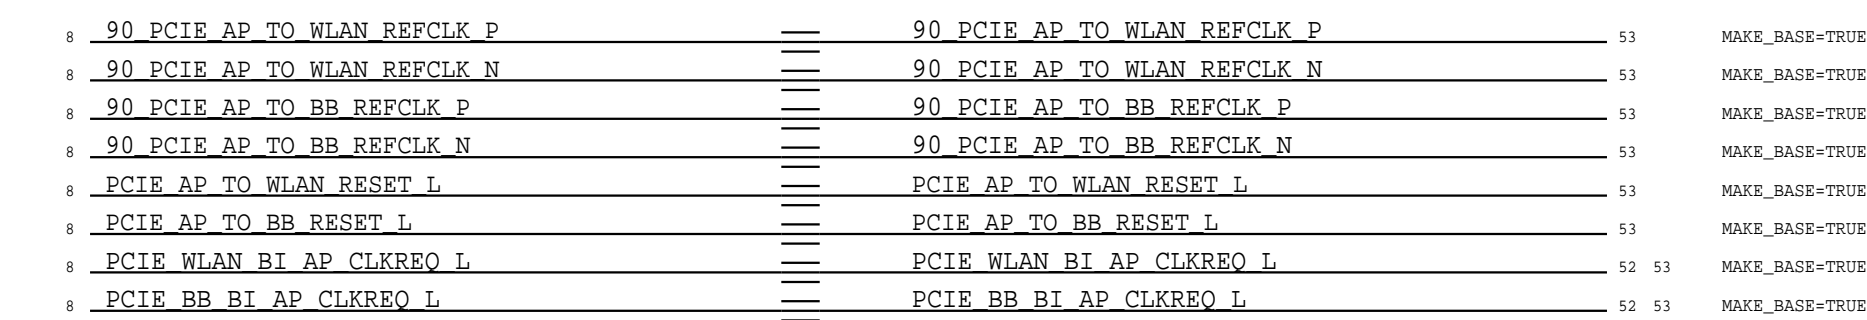 8 90_PCIE_AP_TO_WLAN_REFCLK_P 90_PCIE_AP_TO_WLAN_REFCLK_P 53 MAKE_BASE=TRUE
8 90_PCIE_AP_TO_WLAN_REFCLK_N 90_PCIE_AP_TO_WLAN_REFCLK_N 53 MAKE_BASE=TRUE
8 90_PCIE_AP_TO_BB_REFCLK_P 90_PCIE_AP_TO_BB_REFCLK_P 53 MAKE_BASE=TRUE
8 90_PCIE_AP_TO_BB_REFCLK_N 90_PCIE_AP_TO_BB_REFCLK_N 53 MAKE_BASE=TRUE
8 PCIE_AP_TO_WLAN_RESET_L PCIE_AP_TO_WLAN_RESET_L 53 MAKE_BASE=TRUE
8 PCIE_AP_TO_BB_RESET_L PCIE_AP_TO_BB_RESET_L 53 MAKE_BASE=TRUE
8 PCIE_WLAN_BI_AP_CLKREQ_L PCIE_WLAN_BI_AP_CLKREQ_L 52 53 MAKE_BASE=TRUE
8 PCIE_BB_BI_AP_CLKREQ_L PCIE_BB_BI_AP_CLKREQ_L 52 53 MAKE_BASE=TRUE